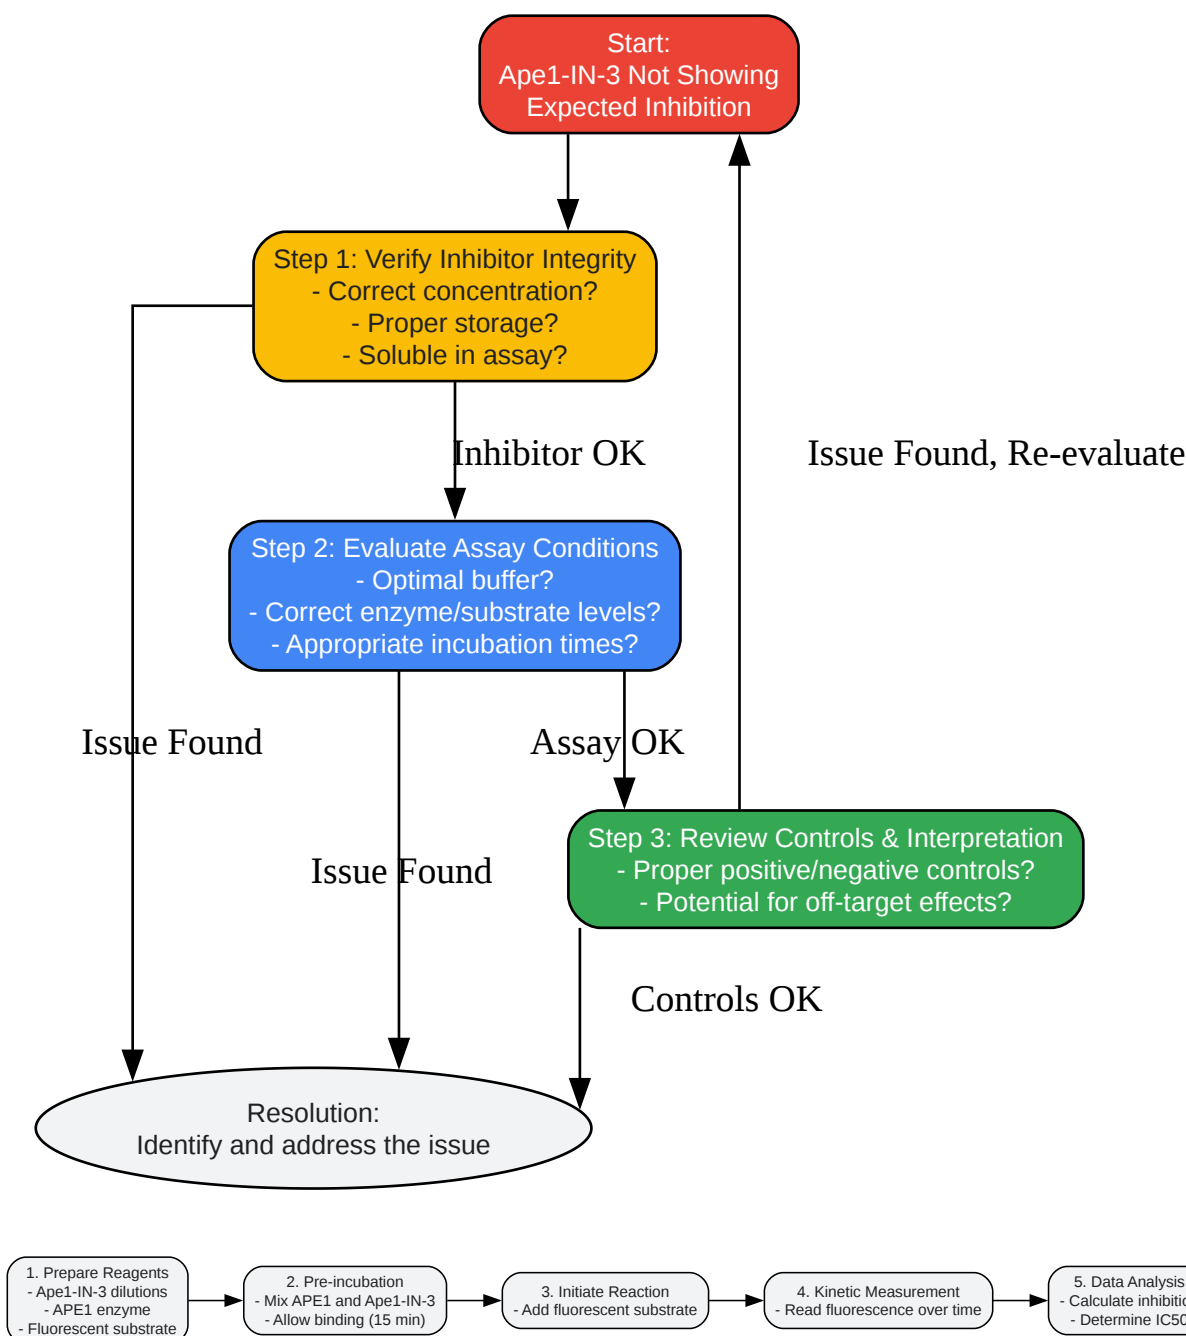 Start:
Ape1-IN-3 Not Showing
Expected Inhibition
Step 1: Verify Inhibitor Integrity
- Correct concentration?
- Proper storage?
- Soluble in assay?
Inhibitor OK
Issue Found, Re-evaluate
Step 2: Evaluate Assay Conditions
- Optimal buffer?
- Correct enzyme/substrate levels?
- Appropriate incubation times?
Issue Found
Assay OK
Step 3: Review Controls & Interpretation
- Proper positive/negative controls?
- Potential for off-target effects?
Issue Found
Controls OK
Resolution:
Identify and address the issue
1. Prepare Reagents
- Ape1-IN-3 dilutions
- APE1 enzyme
- Fluorescent substrate
2. Pre-incubation
- Mix APE1 and Ape1-IN-3
- Allow binding (15 min)
3. Initiate Reaction
- Add fluorescent substrate
4. Kinetic Measurement
- Read fluorescence over time
5. Data Analysis
- Calculate inhibitio
- Determine IC50